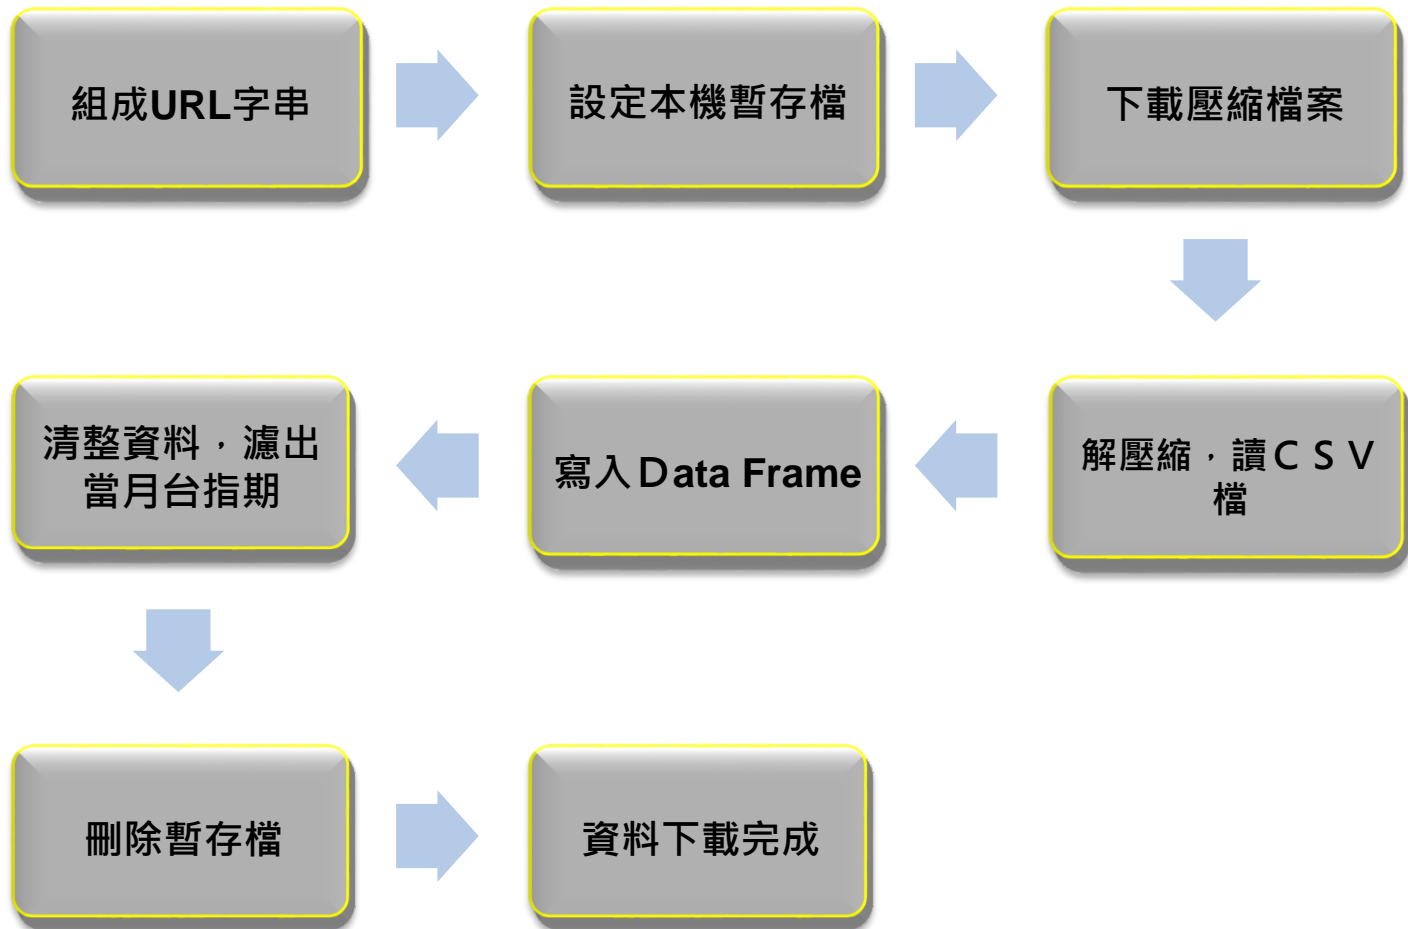 組成URL字串
設定本機暫存檔
下載壓縮檔案
解壓縮，讀ＣＳＶ
檔
寫入Ｄata Frame
清整資料，濾出
當月台指期
刪除暫存檔
資料下載完成